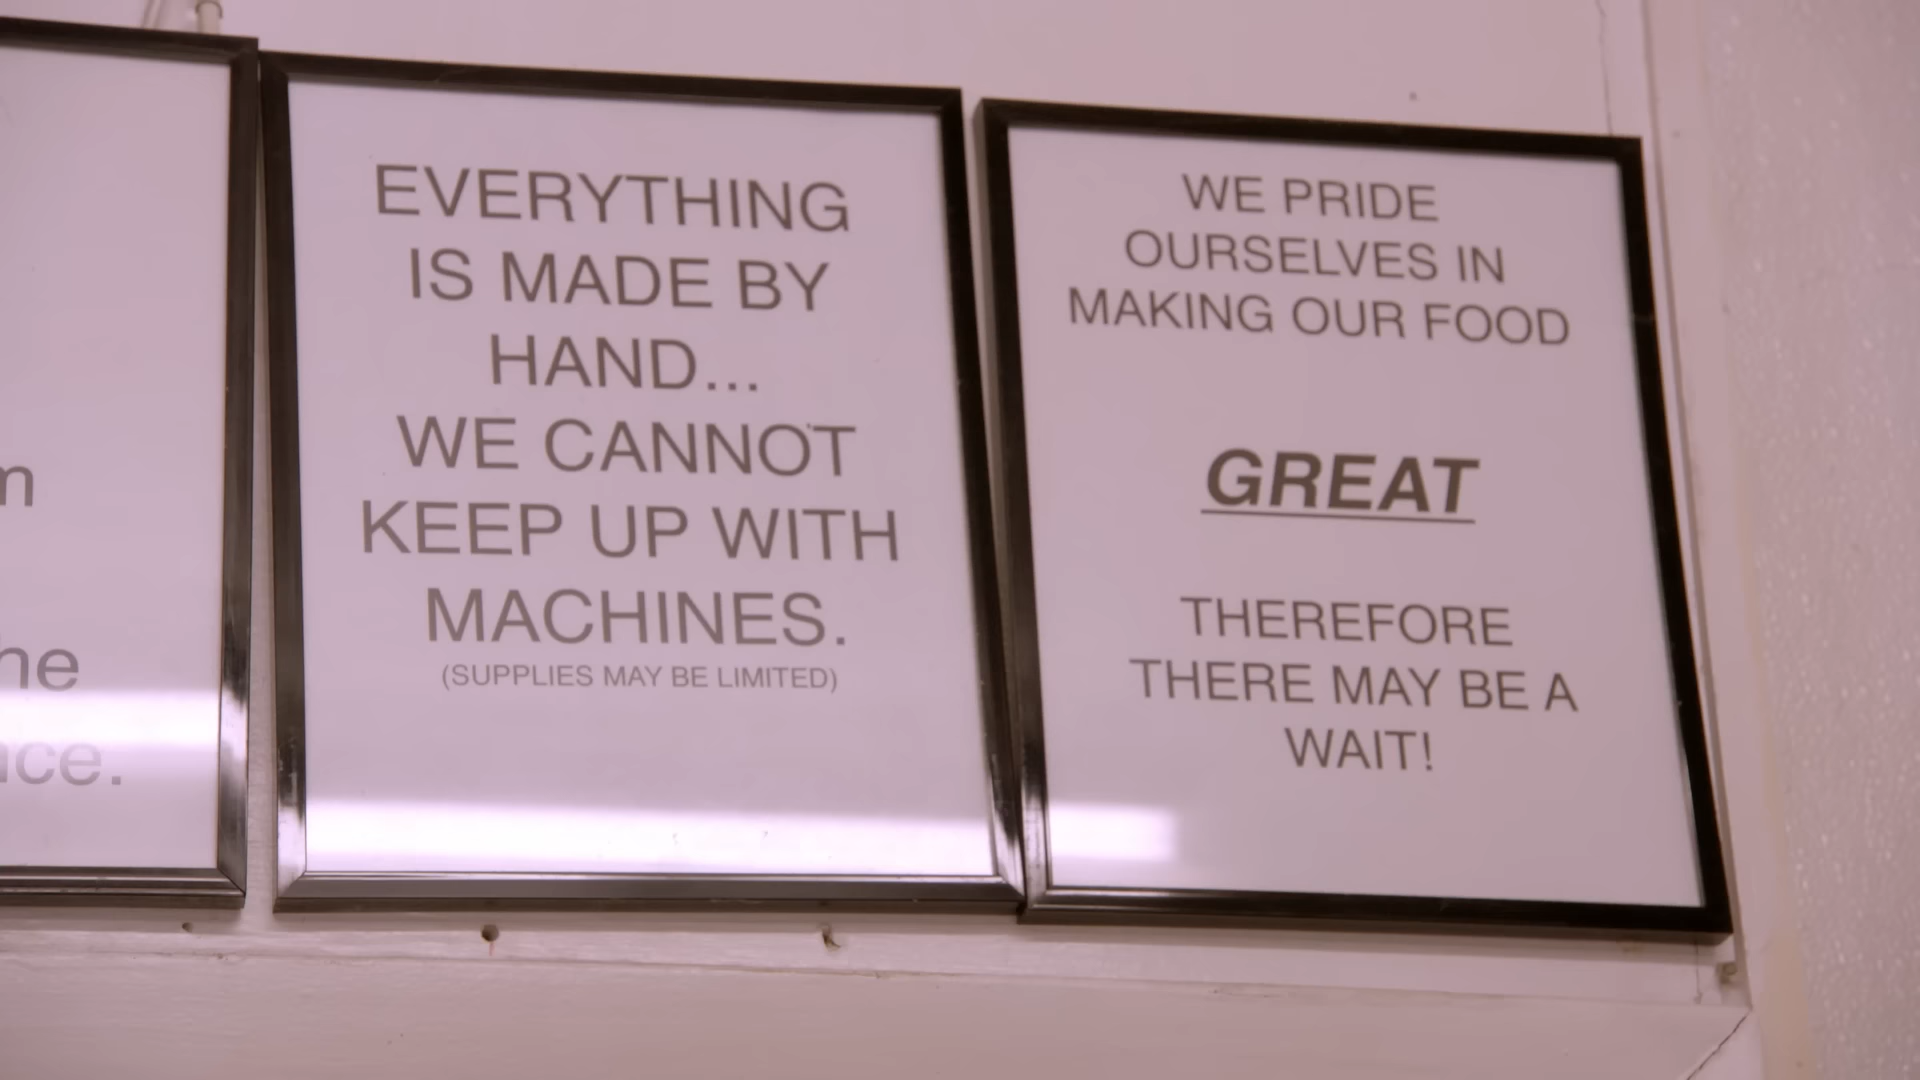 EVERYTHING
IS MADE BY
HAND...
WE CANNOT
KEEP UP WITH
MACHINES.
(SUPPLIES MAY BE LIMITED)
WE PRIDE
OURSELVES IN
MAKING OUR FOOD
GREAT
THEREFORE
THERE MAY BE A
WAIT!